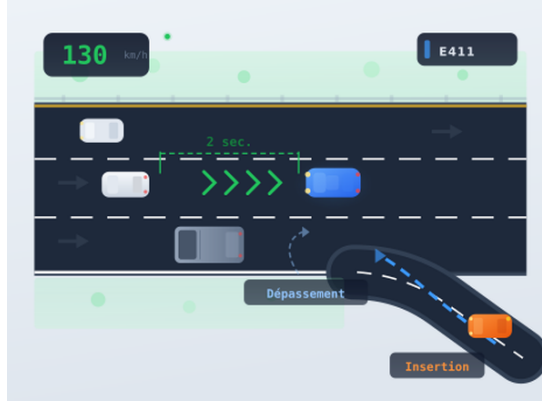 130 km/h
E411
2 sec.
Dépassement
Insertion